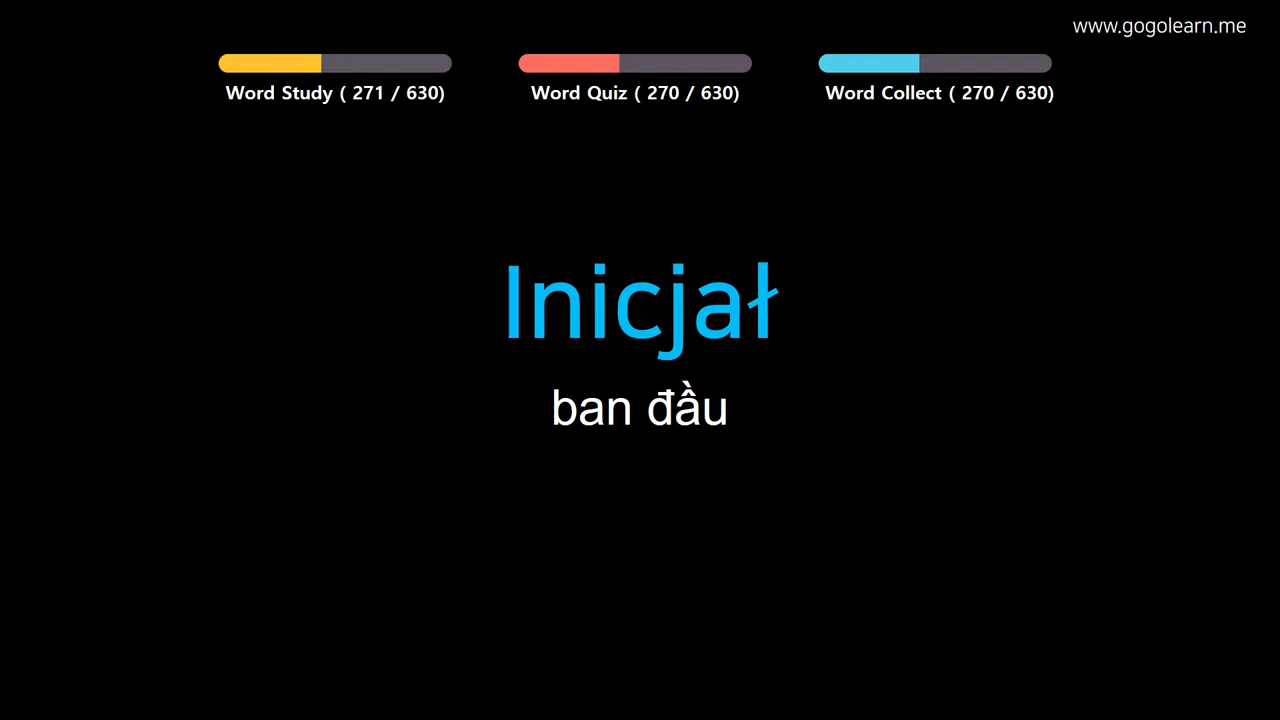 www.gogolearn.me
Word Study ( 271 / 630)
Word Quiz ( 270 / 630)
Word Collect ( 270 / 630)
Inicjał
ban đầu